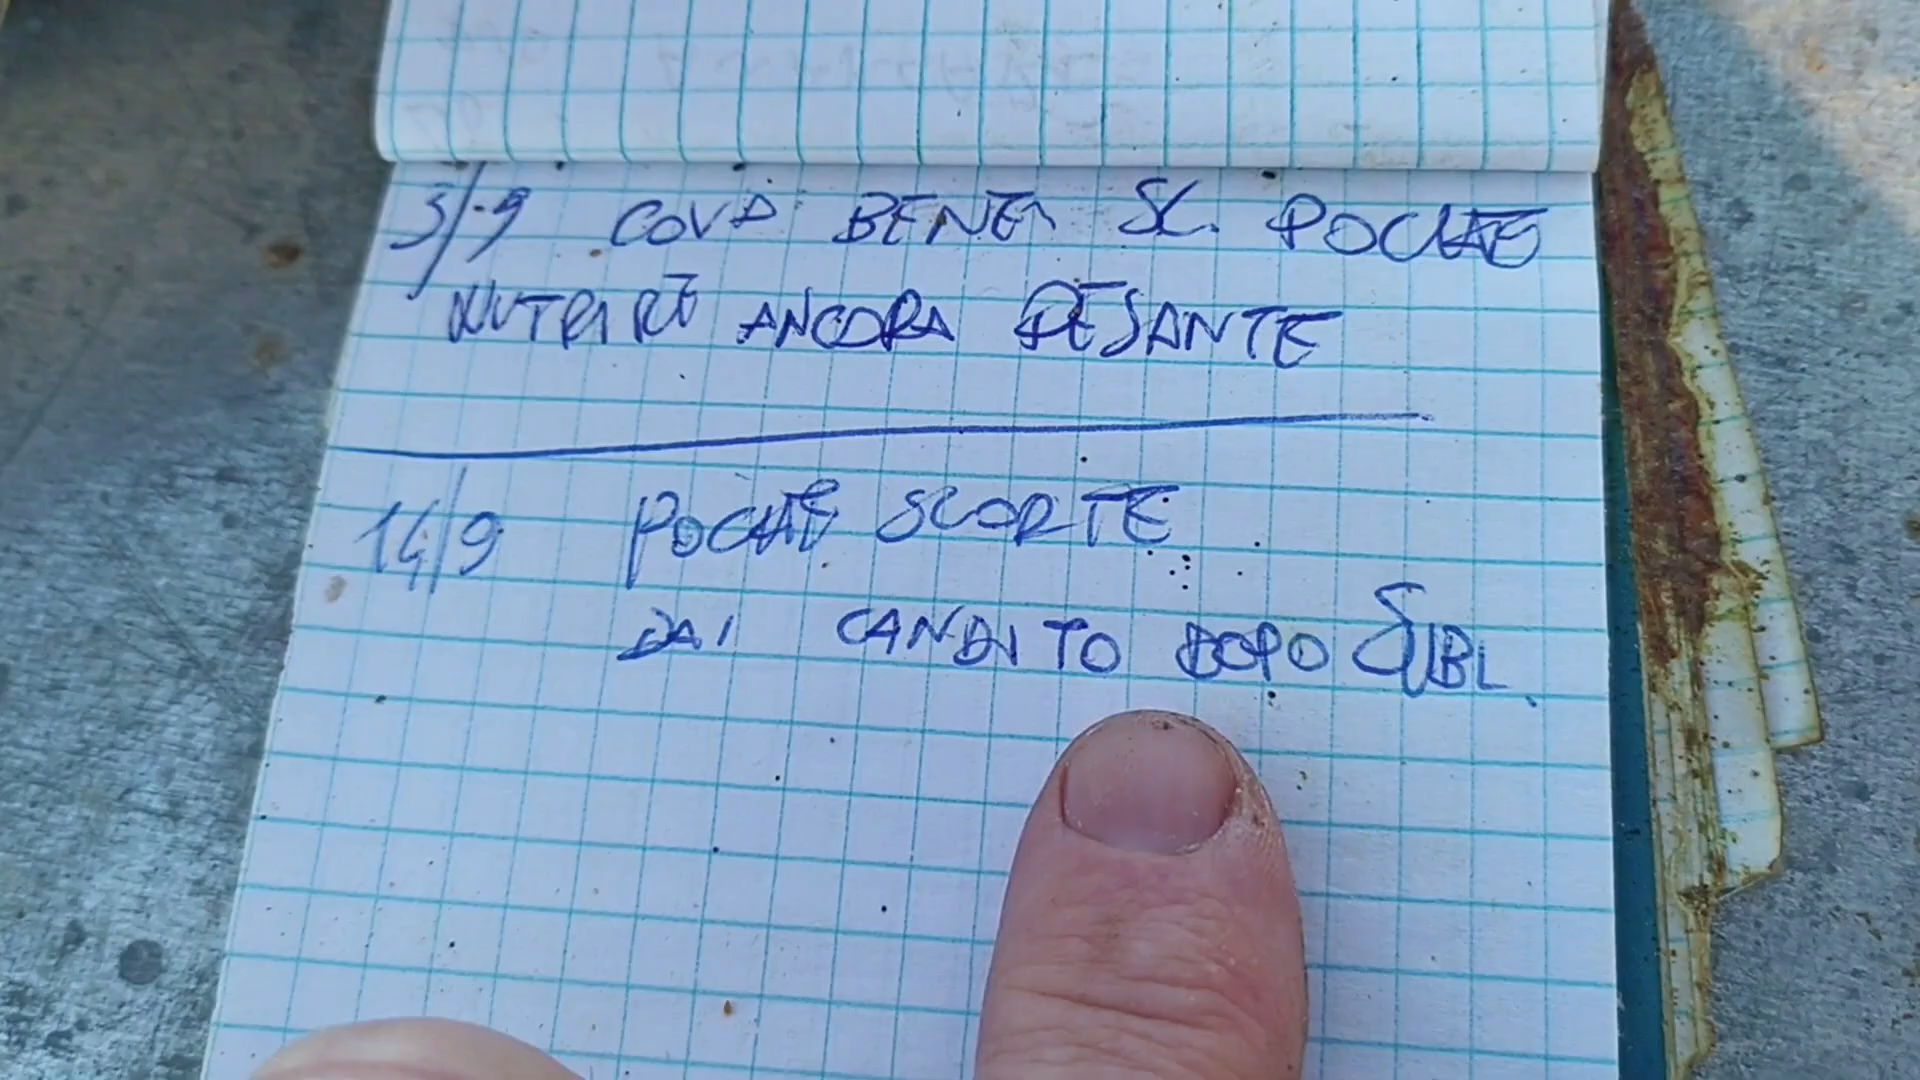 3/9 COVA BENE, SC. POCHE
NUTRIRE ANCORA PESANTE
14/9 POCHE SCORTE
DAI CANDITO DOPO SUBL.